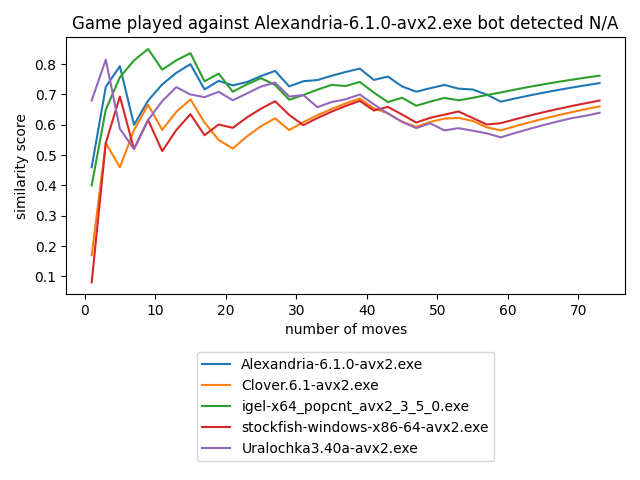 Game played against Alexandria-6.1.0-avx2.exe bot detected N/A
similarity score
0.8
0.7
0.6
0.5
0.4
0.3
0.2
0.1
0 10 20 30 40 50 60 70
number of moves
Alexandria-6.1.0-avx2.exe
Clover.6.1-avx2.exe
igel-x64_popcnt_avx2_3_5_0.exe
stockfish-windows-x86-64-avx2.exe
Uralochka3.40a-avx2.exe